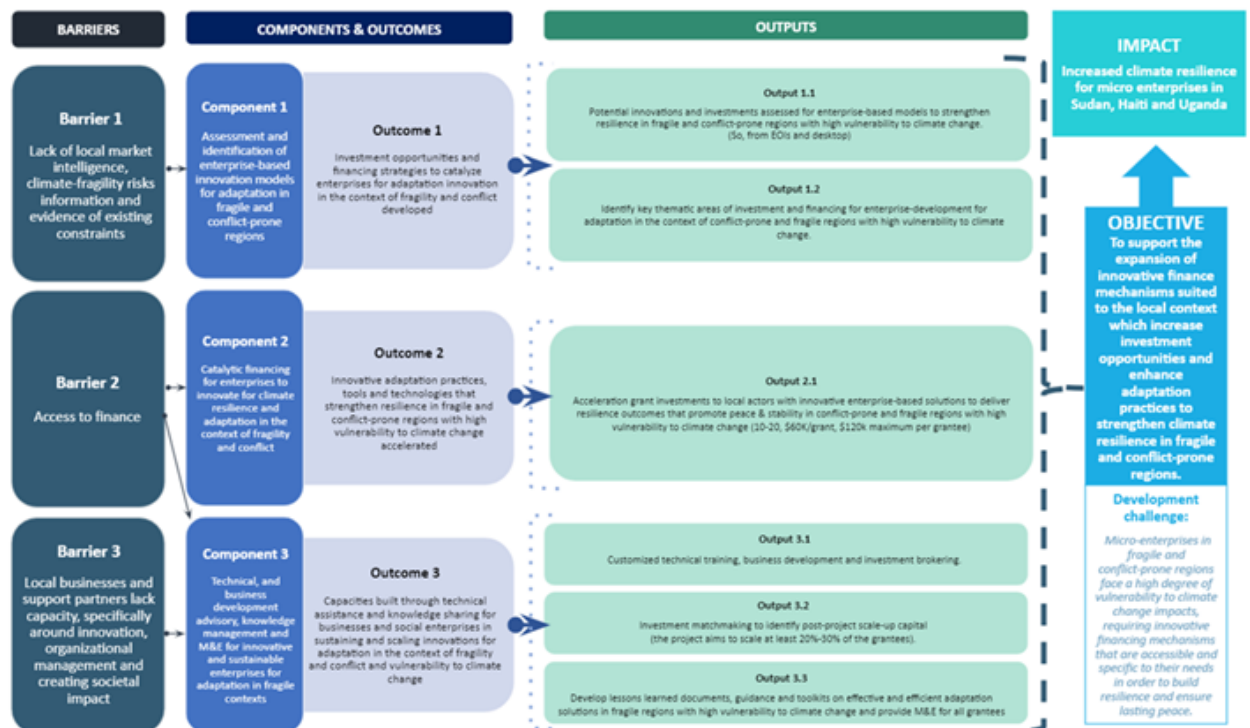 BARRIERS
COMPONENTS & OUTCOMES
OUTPUTS
Barrier 1
Lack of local market
intelligence,
climate-fragility risks
information and
evidence of existing
constraints
Component 1
Assessment and
identification of
enterprise-based
innovation models
for adaptation in
fragile and
conflict-prone
regions
Outcome 1
Investment opportunities and
financing strategies to catalyze
enterprises for adaptation innovation
in the context of fragility and conflict
developed
Output 1.1
Potential innovations and investments assessed for enterprise-based models to strengthen
resilience in fragile and conflict-prone regions with high vulnerability to climate change.
(So, from EOIs and desktop)
Output 1.2
Identify key thematic areas of investment and financing for enterprise-development for
adaptation in the context of conflict-prone and fragile regions with high vulnerability to climate
change.
Barrier 2
Access to finance
Component 2
Catalytic financing
for enterprises to
innovate for climate
resilience and
adaptation in the
context of fragility
and conflict
Outcome 2
Innovative adaptation practices,
tools and technologies that
strengthen resilience in fragile and
conflict-prone regions with high
vulnerability to climate change
accelerated
Output 2.1
Acceleration grant investments to local actors with innovative enterprise-based solutions to deliver
resilience outcomes that promote peace & stability in conflict-prone and fragile regions with high
vulnerability to climate change (10-20, $60K/grant, $120k maximum per grantee)
Barrier 3
Local businesses and
support partners lack
capacity, specifically
around innovation,
organizational
management and
creating societal
impact
Component 3
Technical, and
business
development
advisory, knowledge
management and
M&E for innovative
and sustainable
enterprises for
adaptation in fragile
contexts
Outcome 3
Capacities built through technical
assistance and knowledge sharing for
businesses and social enterprises in
sustaining and scaling innovations for
adaptation in the context of fragility
and conflict and vulnerability to climate
change
Output 3.1
Customized technical training, business development and investment brokering.
Output 3.2
Investment matchmaking to identify post-project scale-up capital
(the project aims to scale at least 20%-30% of the grantees).
Output 3.3
Develop lessons learned documents, guidance and toolkits on effective and efficient adaptation
solutions in fragile regions with high vulnerability to climate change and provide M&E for all grantees
IMPACT
Increased climate resilience
for micro enterprises in
Sudan, Haiti and Uganda
OBJECTIVE
To support the
expansion of
innovative finance
mechanisms suited
to the local context
which increase
investment
opportunities and
enhance
adaptation
practices to
strengthen climate
resilience in fragile
and conflict-prone
regions.
Development
challenge:
Micro-enterprises in
fragile and
conflict-prone regions
face a high degree of
vulnerability to climate
change impacts,
requiring innovative
financing mechanisms
that are accessible and
specific to their needs
in order to build
resilience and ensure
lasting peace.